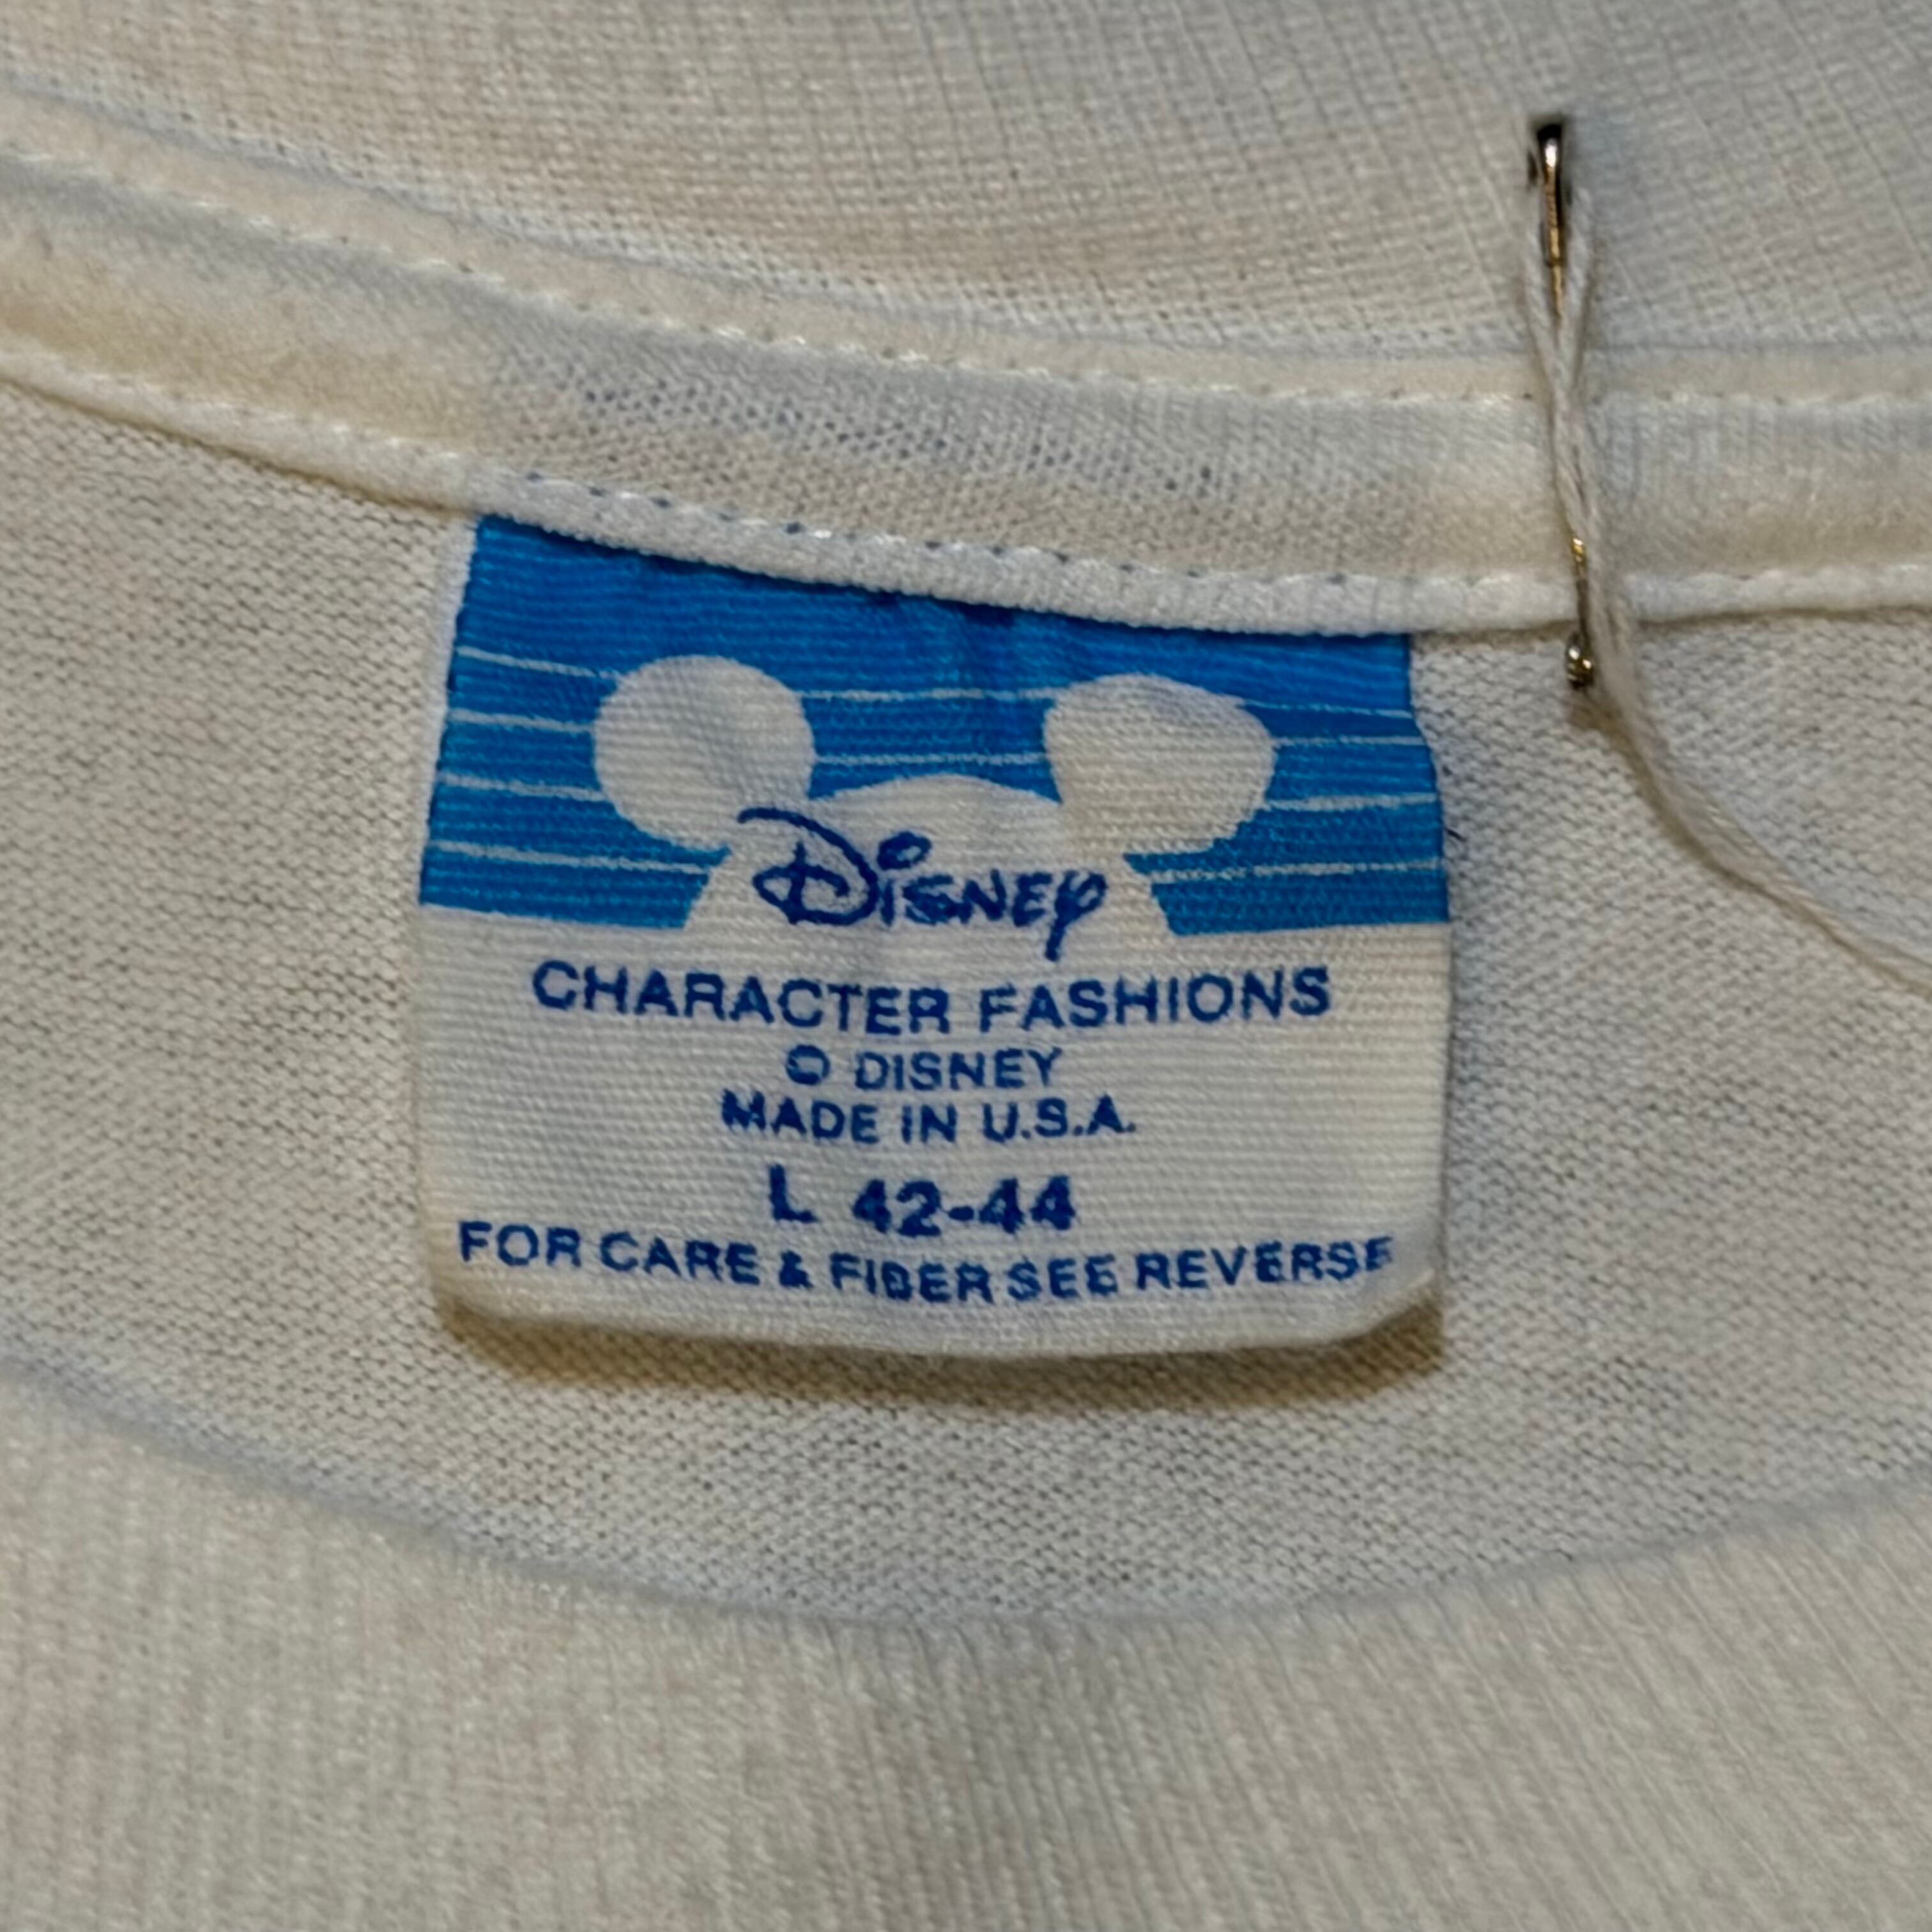 Disney
CHARACTER FASHIONS
© DISNEY
MADE IN U.S.A.
L 42-44
FOR CARE & FIBER SEE REVERSE